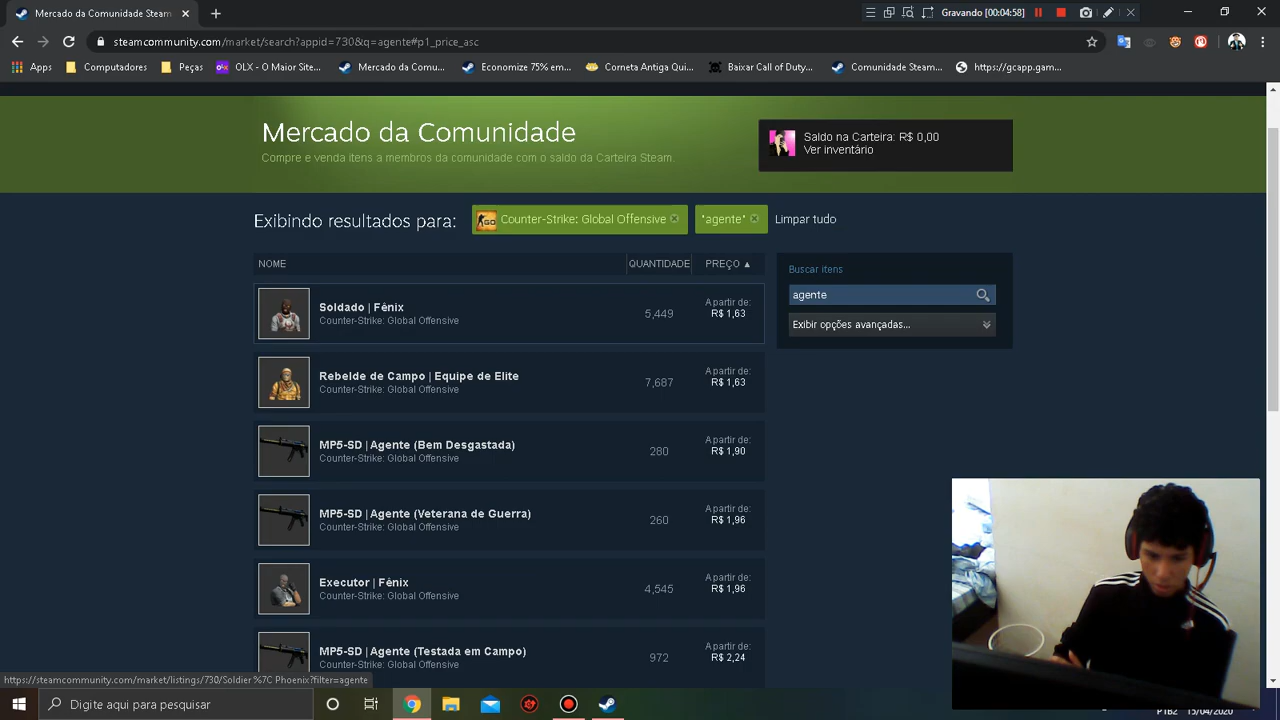 Mercado da Comunidade Steam
Gravando [00:04:58]
steamcommunity.com/market/search?appid=730&q=agente#p1_price_asc
Apps
Computadores
Peças
OLX - O Maior Site...
Mercado da Comu...
Economize 75% em...
Corneta Antiga Qui...
Baixar Call of Duty...
Comunidade Steam...
https://gcapp.gam...
Mercado da Comunidade
Compre e venda itens a membros da comunidade com o saldo da Carteira Steam.
Saldo na Carteira: R$ 0,00
Ver inventário
Exibindo resultados para:
Counter-Strike: Global Offensive
"agente"
Limpar tudo
NOME
QUANTIDADE
PREÇO ▲
Buscar itens
agente
Exibir opções avançadas...
Soldado | Fênix
Counter-Strike: Global Offensive
5,449
A partir de:
R$ 1,63
Rebelde de Campo | Equipe de Elite
Counter-Strike: Global Offensive
7,687
A partir de:
R$ 1,63
MP5-SD | Agente (Bem Desgastada)
Counter-Strike: Global Offensive
280
A partir de:
R$ 1,90
MP5-SD | Agente (Veterana de Guerra)
Counter-Strike: Global Offensive
260
A partir de:
R$ 1,96
Executor | Fênix
Counter-Strike: Global Offensive
4,545
A partir de:
R$ 1,96
MP5-SD | Agente (Testada em Campo)
Counter-Strike: Global Offensive
972
A partir de:
R$ 2,24
https://steamcommunity.com/market/listings/730/Soldier %7C Phoenix?filter=agente
Digite aqui para pesquisar
PTB2
15/04/2020